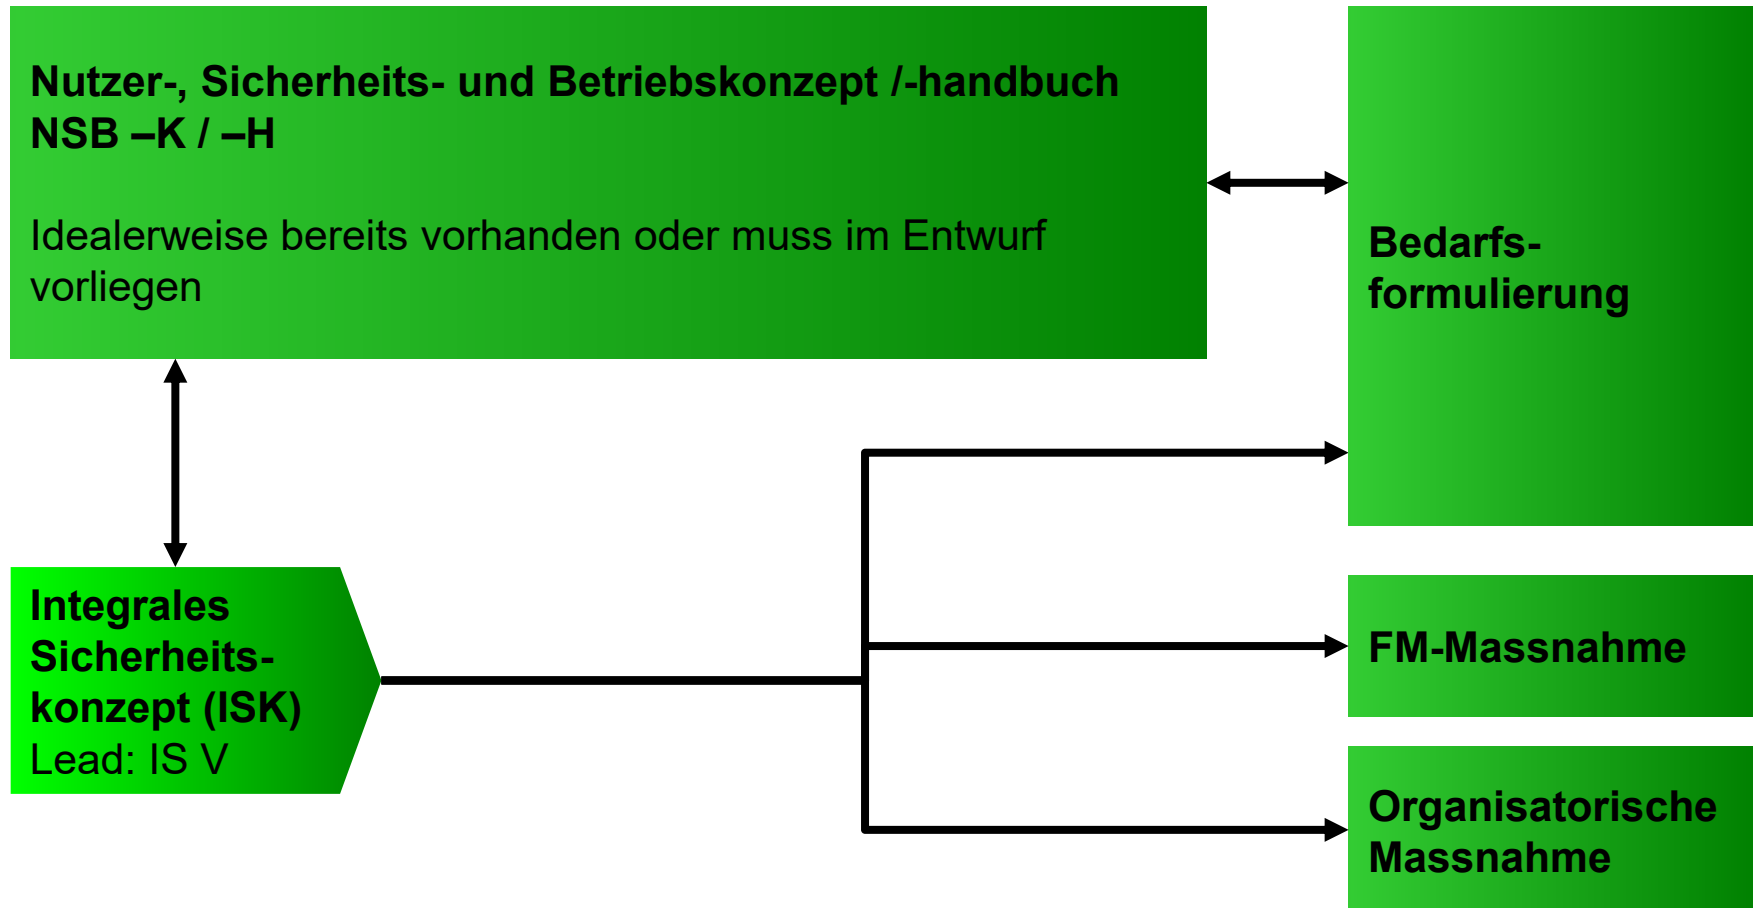 Nutzer-, Sicherheits- und Betriebskonzept /-handbuch
NSB –K / –H
Idealerweise bereits vorhanden oder muss im Entwurf
vorliegen
Bedarfs-
formulierung
Integrales
Sicherheits-
konzept (ISK)
Lead: IS V
FM-Massnahme
Organisatorische
Massnahme